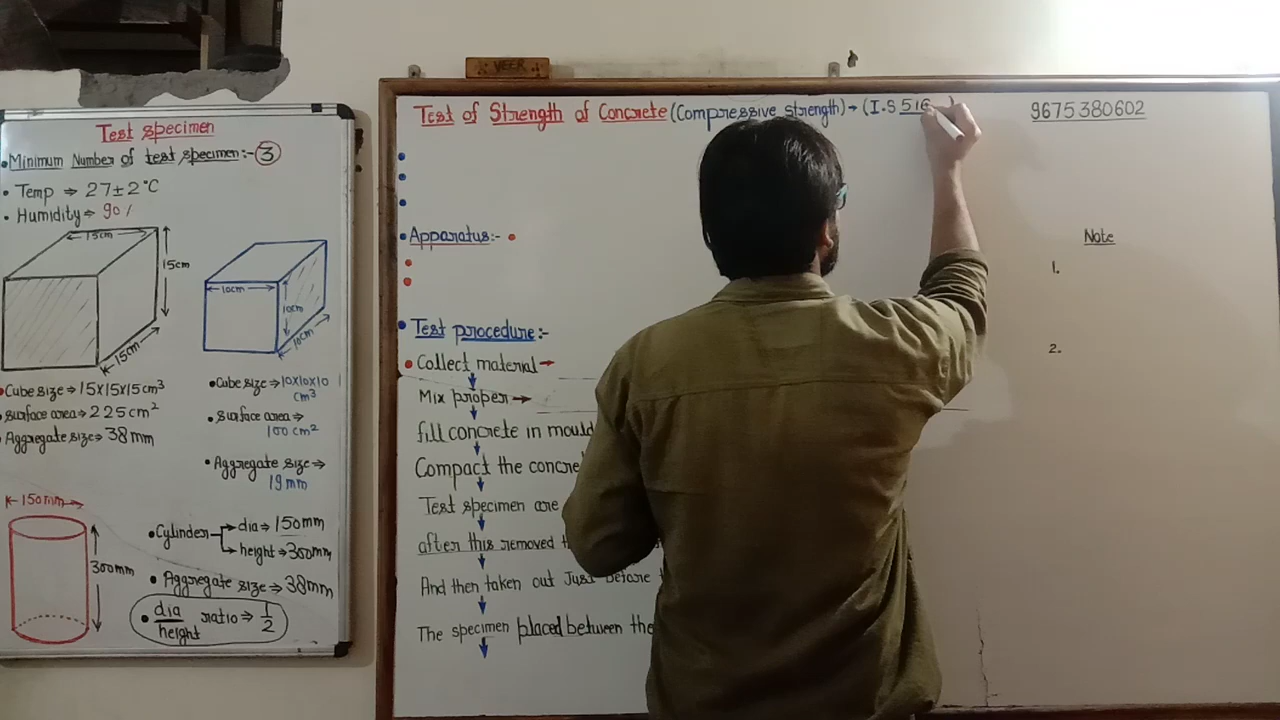 Test specimen
• Minimum Number of test specimen:- 3
• Temp ⇒ 27±2°C
• Humidity ⇒ 90%
15cm
15cm
15cm
Cube size ⇒ 15X15X15cm³
surface area ⇒ 225cm²
Aggregate size ⇒ 38mm
10cm
10cm
10cm
• Cube size ⇒ 10x10x10
cm³
• surface area ⇒
100 cm²
• Aggregate size ⇒
19mm
150mm
300mm
• Cylinder
dia ⇒ 150mm
height ⇒ 300mm
• Aggregate size ⇒ 38mm
• dia/height ratio ⇒ 1/2
VEER
Test of Strength of Concrete (Compressive strength) → (I.S 516
9675380602
• Apparatus:- •
• Test procedure:-
• Collect material →
Mix proper →
fill concrete in mould
Compact the concre
Test specimen are
after this removed
And then taken out Just before
The specimen placed between the
Note
1.
2.